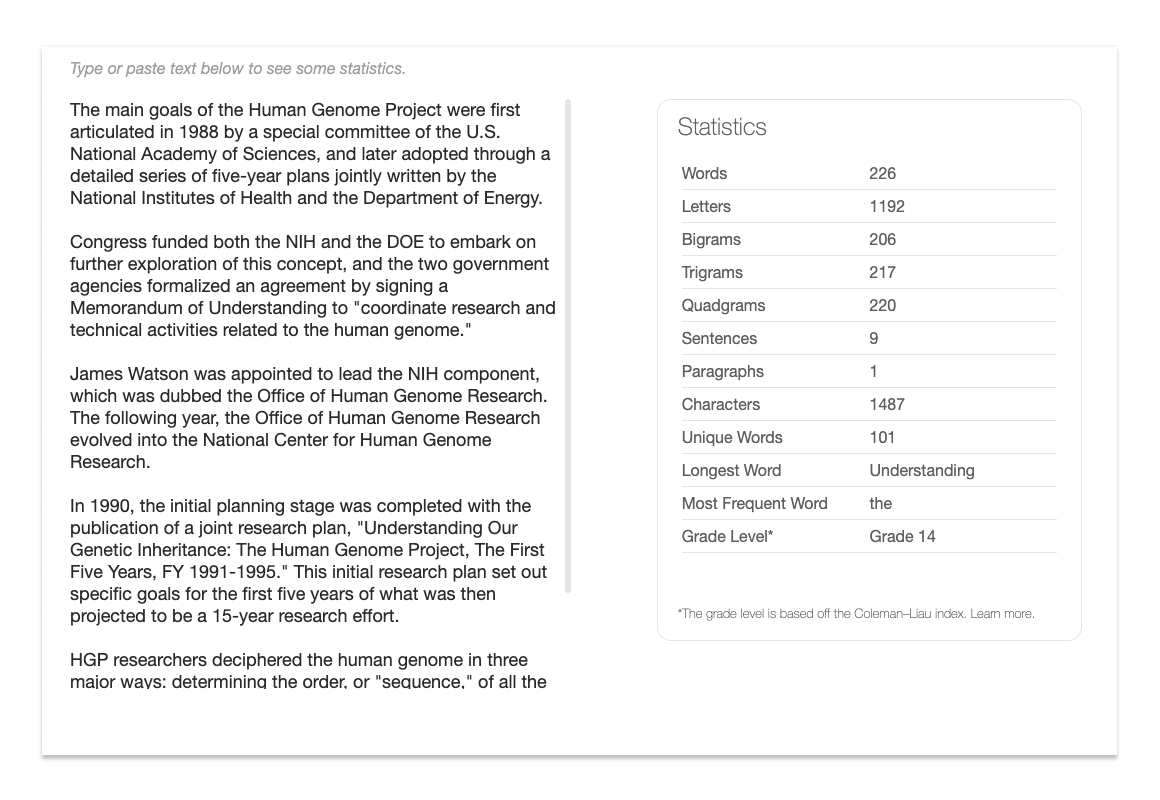 Type or paste text below to see some statistics.
The main goals of the Human Genome Project were first
articulated in 1988 by a special committee of the U.S.
National Academy of Sciences, and later adopted through a
detailed series of five-year plans jointly written by the
National Institutes of Health and the Department of Energy.
Congress funded both the NIH and the DOE to embark on
further exploration of this concept, and the two government
agencies formalized an agreement by signing a
Memorandum of Understanding to "coordinate research and
technical activities related to the human genome."
James Watson was appointed to lead the NIH component,
which was dubbed the Office of Human Genome Research.
The following year, the Office of Human Genome Research
evolved into the National Center for Human Genome
Research.
In 1990, the initial planning stage was completed with the
publication of a joint research plan, "Understanding Our
Genetic Inheritance: The Human Genome Project, The First
Five Years, FY 1991-1995." This initial research plan set out
specific goals for the first five years of what was then
projected to be a 15-year research effort.
HGP researchers deciphered the human genome in three
major ways: determining the order, or "sequence," of all the
Statistics
Words 226
Letters 1192
Bigrams 206
Trigrams 217
Quadgrams 220
Sentences 9
Paragraphs 1
Characters 1487
Unique Words 101
Longest Word Understanding
Most Frequent Word the
Grade Level* Grade 14
*The grade level is based off the Coleman–Liau index. Learn more.